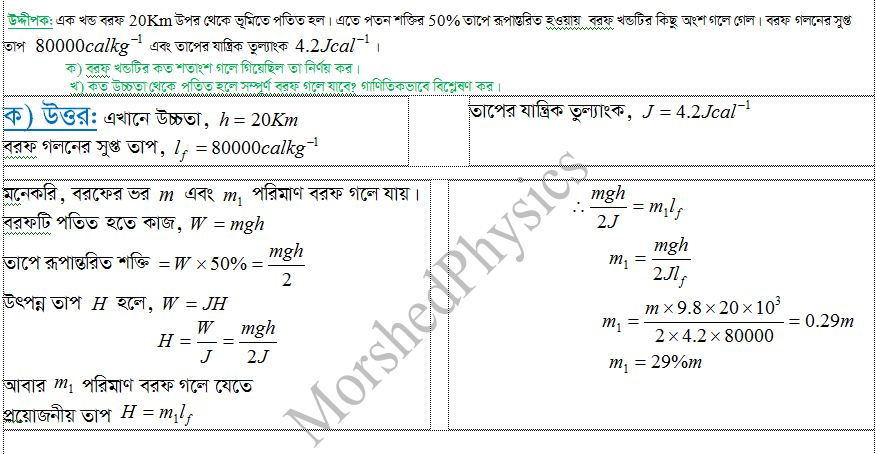 উদ্দীপক: এক খন্ড বরফ 20Km উপর থেকে ভূমিতে পতিত হল। এতে পতন শক্তির 50% তাপে রূপান্তরিত হওয়ায় বরফ খন্ডটির কিছু অংশ গলে গেল। বরফ গলনের সুপ্ত
তাপ 80000calkg⁻¹ এবং তাপের যান্ত্রিক তুল্যাংক 4.2Jcal⁻¹।
ক) বরফ খন্ডটির কত শতাংশ গলে গিয়েছিল তা নির্ণয় কর।
খ) কত উচ্চতা থেকে পতিত হলে সম্পূর্ণ বরফ গলে যাবে? গাণিতিকভাবে বিশ্লেষণ কর।
ক) উত্তর: এখানে উচ্চতা, h = 20Km
বরফ গলনের সুপ্ত তাপ, l_f = 80000calkg⁻¹
তাপের যান্ত্রিক তুল্যাংক, J = 4.2Jcal⁻¹
মনেকরি, বরফের ভর m এবং m₁ পরিমাণ বরফ গলে যায়।
বরফটি পতিত হতে কাজ, W = mgh
তাপে রূপান্তরিত শক্তি = W × 50% = mgh/2
উৎপন্ন তাপ H হলে, W = JH
H = W/J = mgh/2J
আবার m₁ পরিমাণ বরফ গলে যেতে
প্রয়োজনীয় তাপ H = m₁l_f
∴ mgh/2J = m₁l_f
m₁ = mgh/2Jl_f
m₁ = m × 9.8 × 20 × 10³/2 × 4.2 × 80000 = 0.29m
m₁ = 29%m
MorshedPhysics